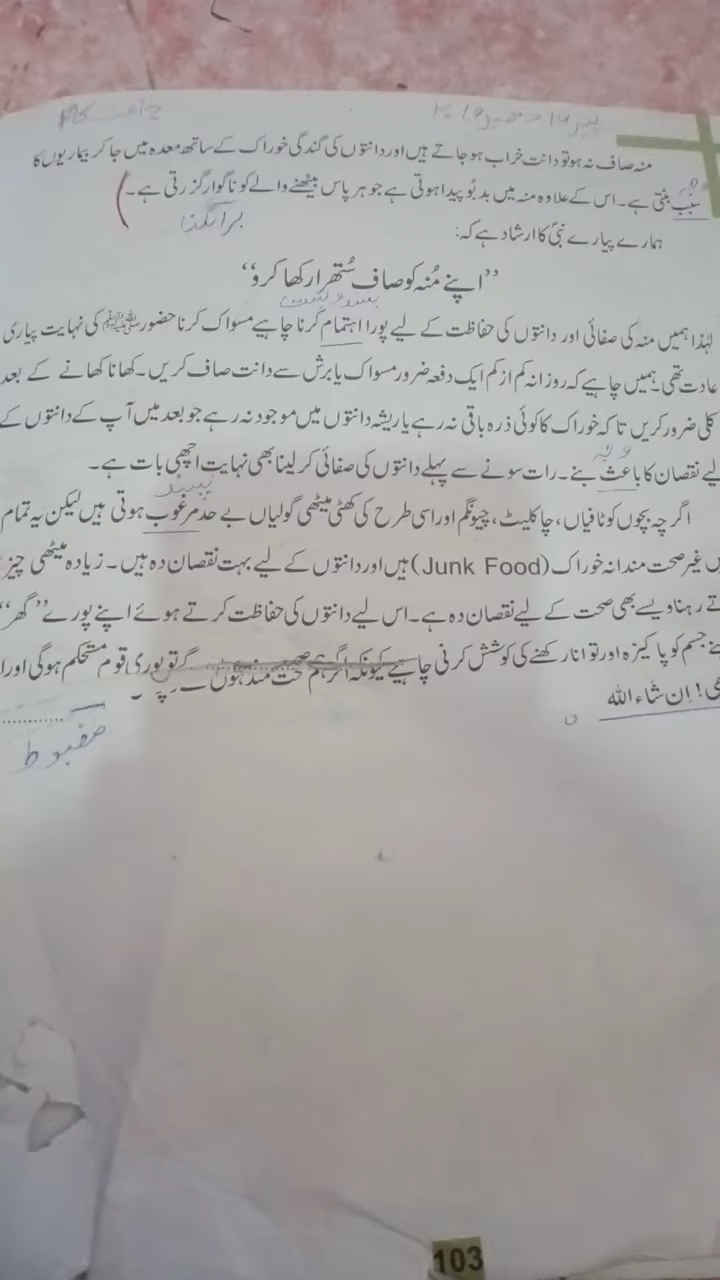 منہ صاف نہ ہو تو دانت خراب ہو جاتے ہیں اور دانتوں کی گندگی خوراک کے ساتھ معدہ میں جا کر بیماریوں کا
وجہ
سبب بنتی ہے۔ اس کے علاوہ منہ میں بدبُو پیدا ہوتی ہے جو ہر پاس بیٹھنے والے کو ناگوار گزرتی ہے۔
ہمارے پیارے نبیؐ کا ارشاد ہے کہ:
”اپنے مُنہ کو صاف سُتھرا رکھا کرو“
لہٰذا ہمیں منہ کی صفائی اور دانتوں کی حفاظت کے لیے پورا اہتمام کرنا چاہیے مسواک کرنا حضور ﷺ کی نہایت پیاری
عادت تھی۔ ہمیں چاہیے کہ روزانہ کم از کم ایک دفعہ ضرور مسواک یا برش سے دانت صاف کریں۔ کھانا کھانے کے بعد
کلی ضرور کریں تاکہ خوراک کا کوئی ذرہ باقی نہ رہے یا ریشہ دانتوں میں موجود نہ رہے جو بعد میں آپ کے دانتوں کے
وجہ
لیے نقصان کا باعث بنے۔ رات سونے سے پہلے دانتوں کی صفائی کر لینا بھی نہایت اچھی بات ہے۔
پسند
اگرچہ بچوں کو ٹافیاں، چاکلیٹ، چیونگم اور اسی طرح کی کھٹی میٹھی گولیاں بے حد مرغوب ہوتی ہیں لیکن یہ تمام
غیر صحت مندانہ خوراک (Junk Food) ہیں اور دانتوں کے لیے بہت نقصان دہ ہیں۔ زیادہ میٹھی چیز
رہنا ویسے بھی صحت کے لیے نقصان دہ ہے۔ اس لیے دانتوں کی حفاظت کرتے ہوئے اپنے پورے ”گھر“
جسم کو پاکیزہ اور توانا رکھنے کی کوشش کرنی چاہیے کیونکہ اگر ہم صحت مند ہوں گے تو پوری قوم مستحکم ہوگی اور
اِن شَاء اللہ
مضبوط
103